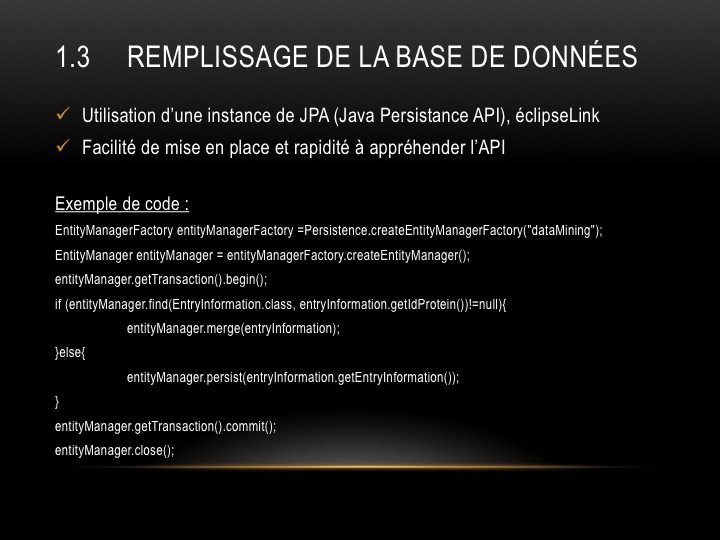 1.3 REMPLISSAGE DE LA BASE DE DONNÉES
✓ Utilisation d'une instance de JPA (Java Persistance API), éclipseLink
✓ Facilité de mise en place et rapidité à appréhender l'API
Exemple de code :
EntityManagerFactory entityManagerFactory =Persistence.createEntityManagerFactory("dataMining");
EntityManager entityManager = entityManagerFactory.createEntityManager();
entityManager.getTransaction().begin();
if (entityManager.find(EntryInformation.class, entryInformation.getIdProtein())!=null){
entityManager.merge(entryInformation);
}else{
entityManager.persist(entryInformation.getEntryInformation());
}
entityManager.getTransaction().commit();
entityManager.close();